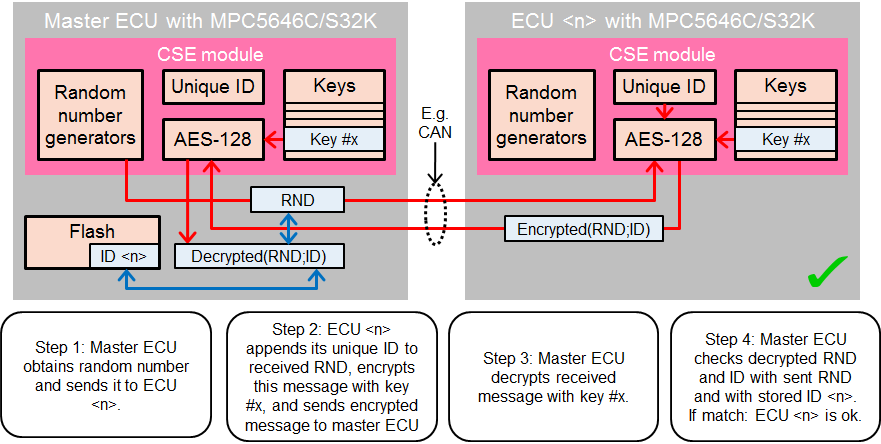 Master ECU with MPC5646C/S32K
CSE module
Random
number
generators
Unique ID
AES-128
Keys
Key #x
E.g.
CAN
ECU <n> with MPC5646C/S32K
CSE module
Random
number
generators
Unique ID
AES-128
Keys
Key #x
RND
Flash
ID <n>
Decrypted(RND;ID)
Encrypted(RND;ID)
Step 1: Master ECU
obtains random number
and sends it to ECU
<n>.
Step 2: ECU <n>
appends its unique ID to
received RND, encrypts
this message with key
#x, and sends encrypted
message to master ECU
Step 3: Master ECU
decrypts received
message with key #x.
Step 4: Master ECU
checks decrypted RND
and ID with sent RND
and with stored ID <n>.
If match: ECU <n> is ok.